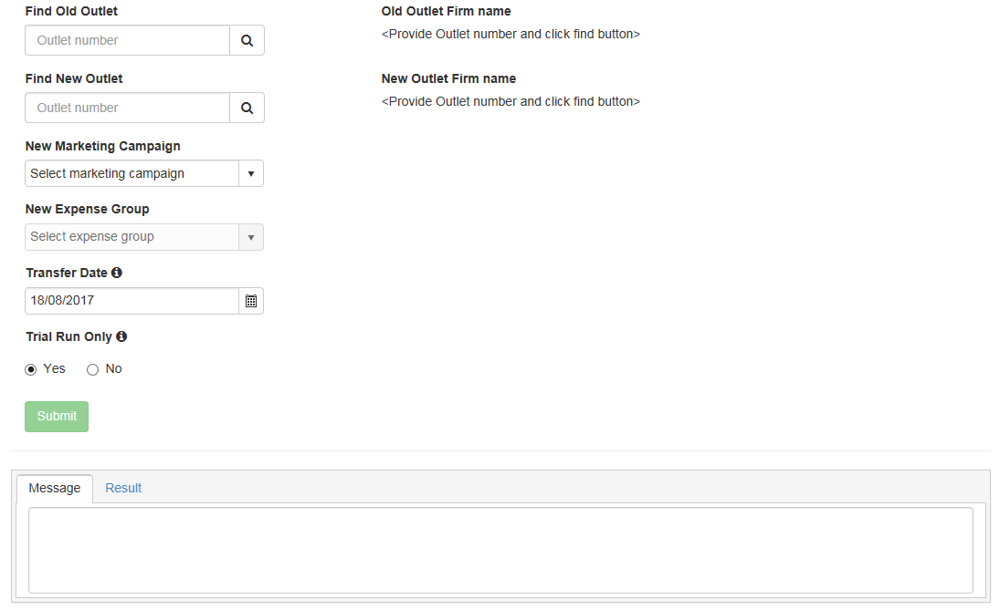 Find Old Outlet
Old Outlet Firm name
Outlet number
<Provide Outlet number and click find button>
Find New Outlet
New Outlet Firm name
Outlet number
<Provide Outlet number and click find button>
New Marketing Campaign
Select marketing campaign
New Expense Group
Select expense group
Transfer Date
18/08/2017
Trial Run Only
Yes No
Submit
Message Result